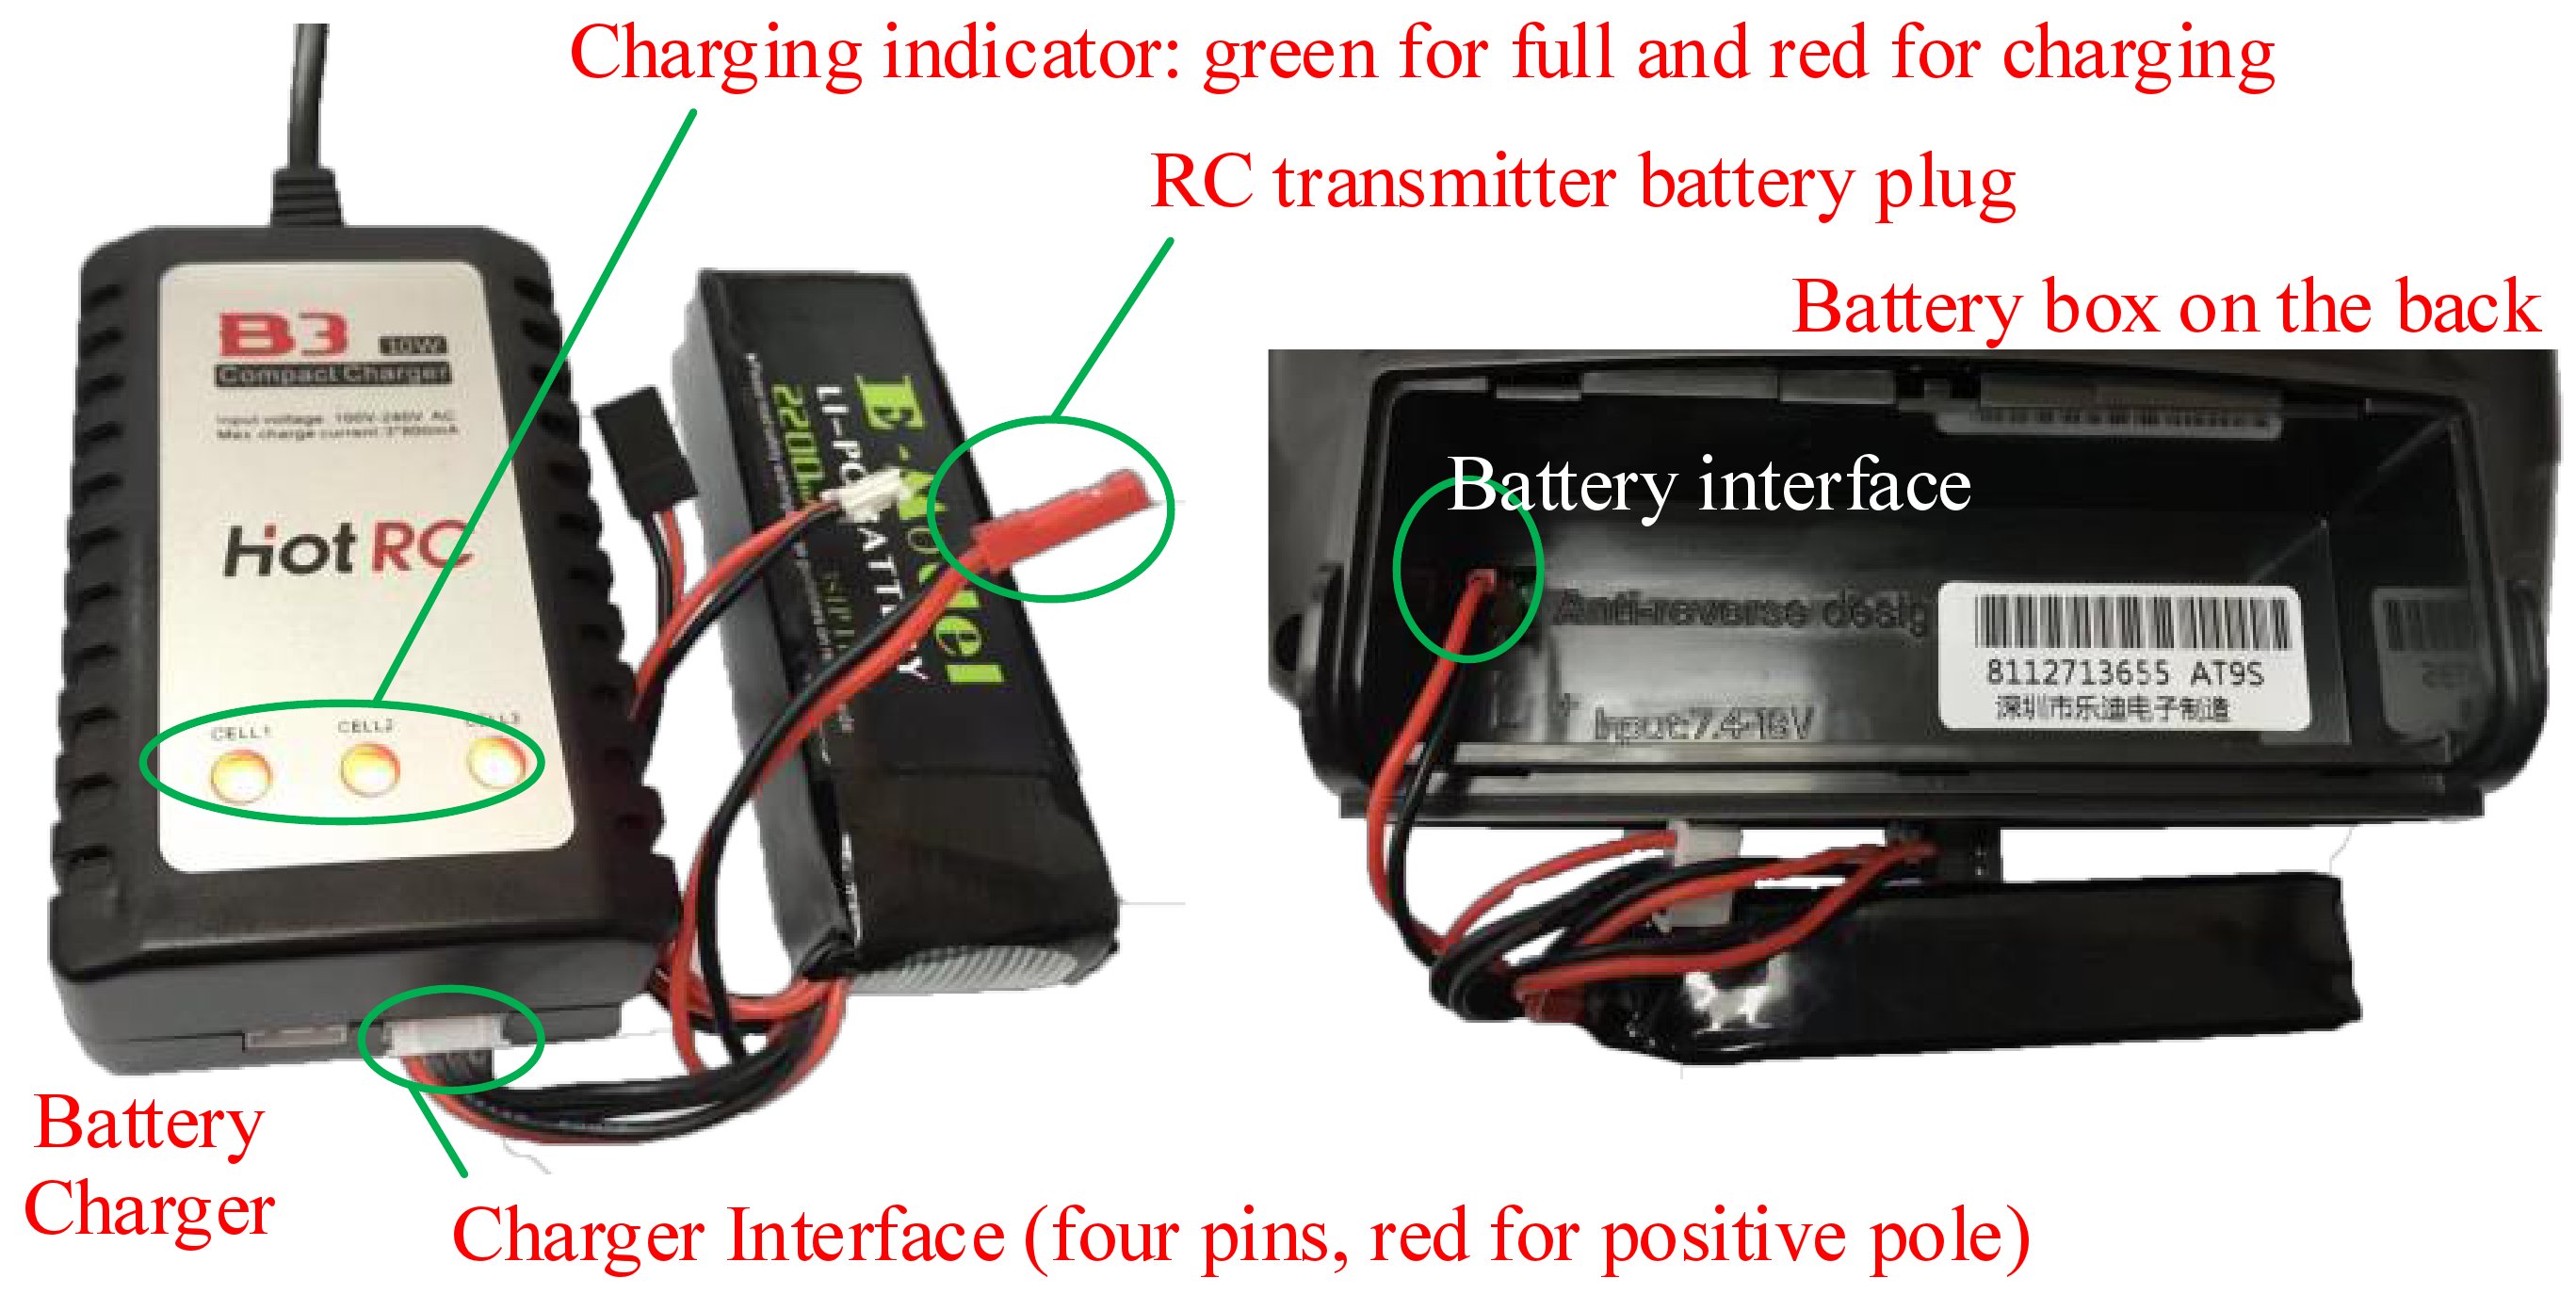 Charging indicator: green for full and red for charging
RC transmitter battery plug
Battery box on the back
B3
10W
Compact Charger
Input voltage: 100V-240V AC
Max charge current:3*800mA
Hot RC
CELL1
CELL2
CELL3
E-Model
2200
Battery interface
Anti-reverse desig
Input:7.4-18V
8112713655 AT9S
深圳市乐迪电子制造
Battery
Charger
Charger Interface (four pins, red for positive pole)